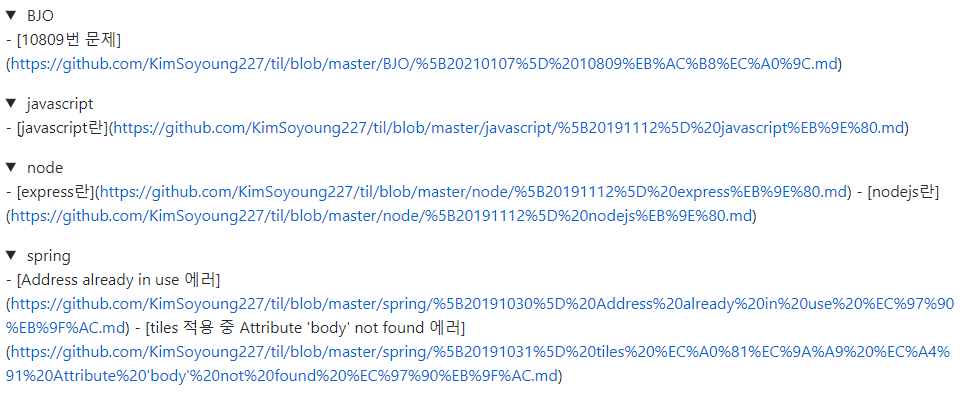 ▼ BJO
- [10809번 문제]
(https://github.com/KimSoyoung227/til/blob/master/BJO/%5B20210107%5D%2010809%EB%AC%B8%EC%A0%9C.md)
▼ javascript
- [javascript란](https://github.com/KimSoyoung227/til/blob/master/javascript/%5B20191112%5D%20javascript%EB%9E%80.md)
▼ node
- [express란](https://github.com/KimSoyoung227/til/blob/master/node/%5B20191112%5D%20express%EB%9E%80.md) - [nodejs란]
(https://github.com/KimSoyoung227/til/blob/master/node/%5B20191112%5D%20nodejs%EB%9E%80.md)
▼ spring
- [Address already in use 에러]
(https://github.com/KimSoyoung227/til/blob/master/spring/%5B20191030%5D%20Address%20already%20in%20use%20%EC%97%90
%EB%9F%AC.md) - [tiles 적용 중 Attribute 'body' not found 에러]
(https://github.com/KimSoyoung227/til/blob/master/spring/%5B20191031%5D%20tiles%20%EC%A0%81%EC%9A%A9%20%EC%A4%
91%20Attribute%20'body'%20not%20found%20%EC%97%90%EB%9F%AC.md)